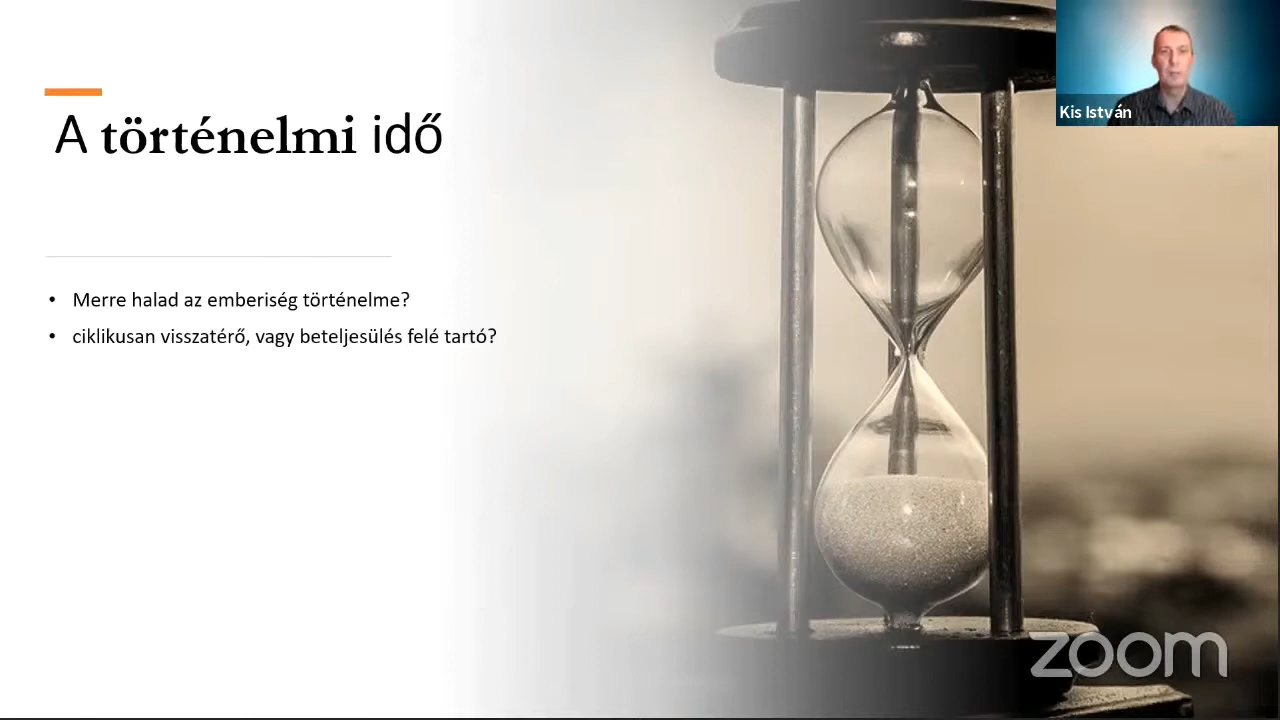 A történelmi idő
• Merre halad az emberiség történelme?
• ciklikusan visszatérő, vagy beteljesülés felé tartó?
Kis István
zoom